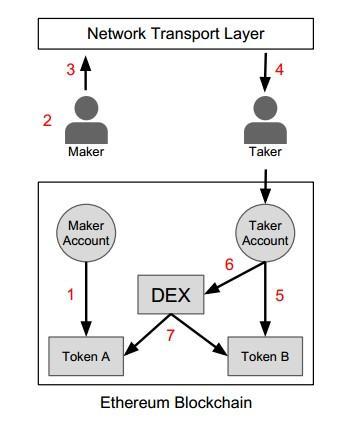 Network Transport Layer
3
4
2
Maker
Taker
Maker
Account
Taker
Account
6
1
DEX
5
7
Token A
Token B
Ethereum Blockchain